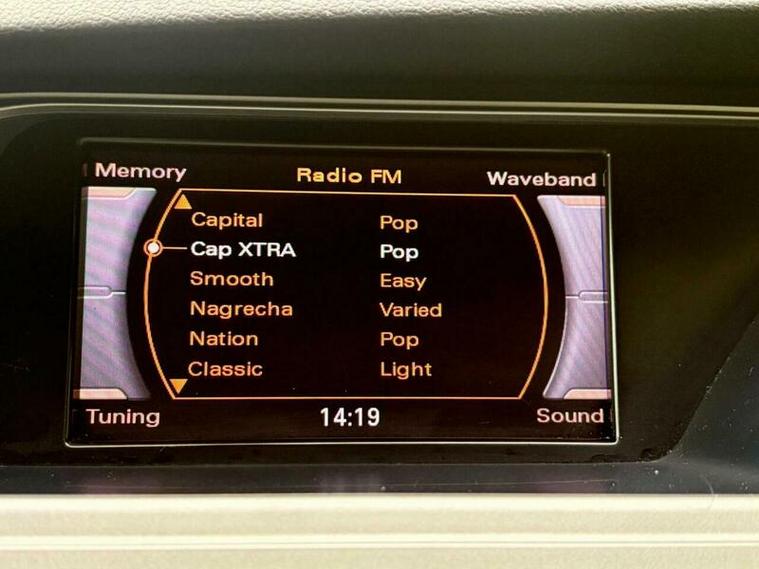 Memory Radio FM Waveband
Capital Pop
Cap XTRA Pop
Smooth Easy
Nagrecha Varied
Nation Pop
Classic Light
Tuning 14:19 Sound